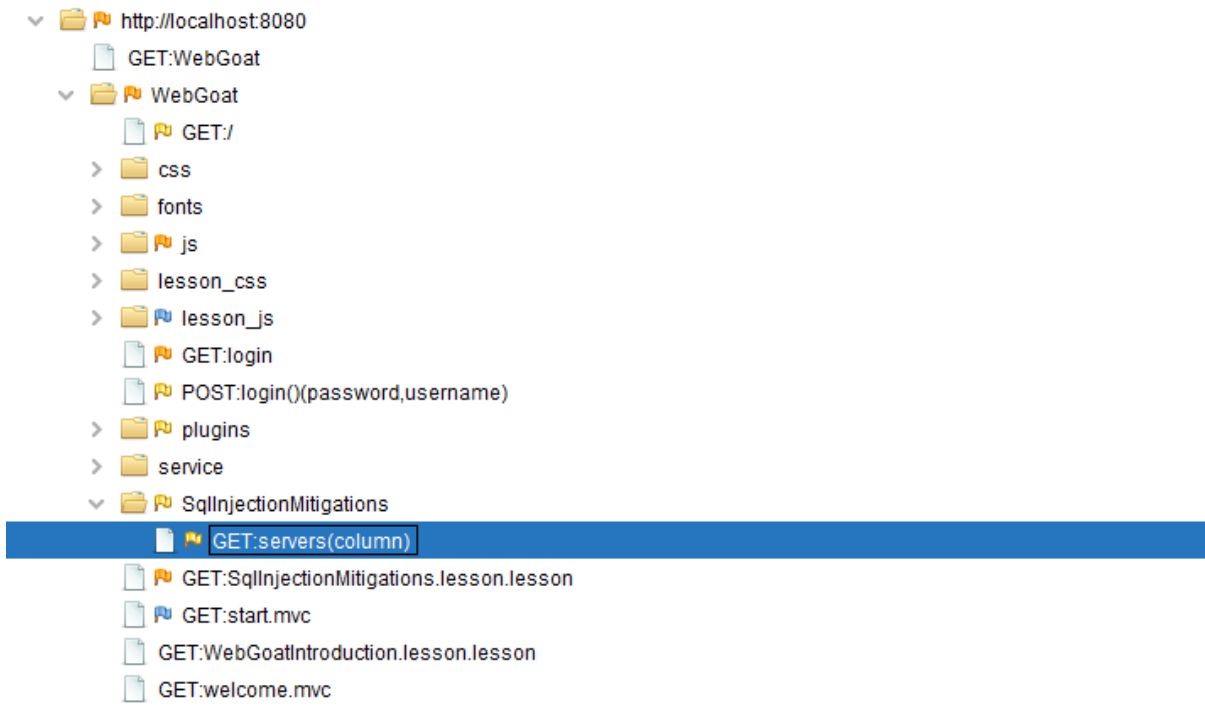 http://localhost:8080
GET:WebGoat
WebGoat
GET:/
css
fonts
js
lesson_css
lesson_js
GET:login
POST:login()(password,username)
plugins
service
SqlInjectionMitigations
GET:servers(column)
GET:SqlInjectionMitigations.lesson.lesson
GET:start.mvc
GET:WebGoatIntroduction.lesson.lesson
GET:welcome.mvc